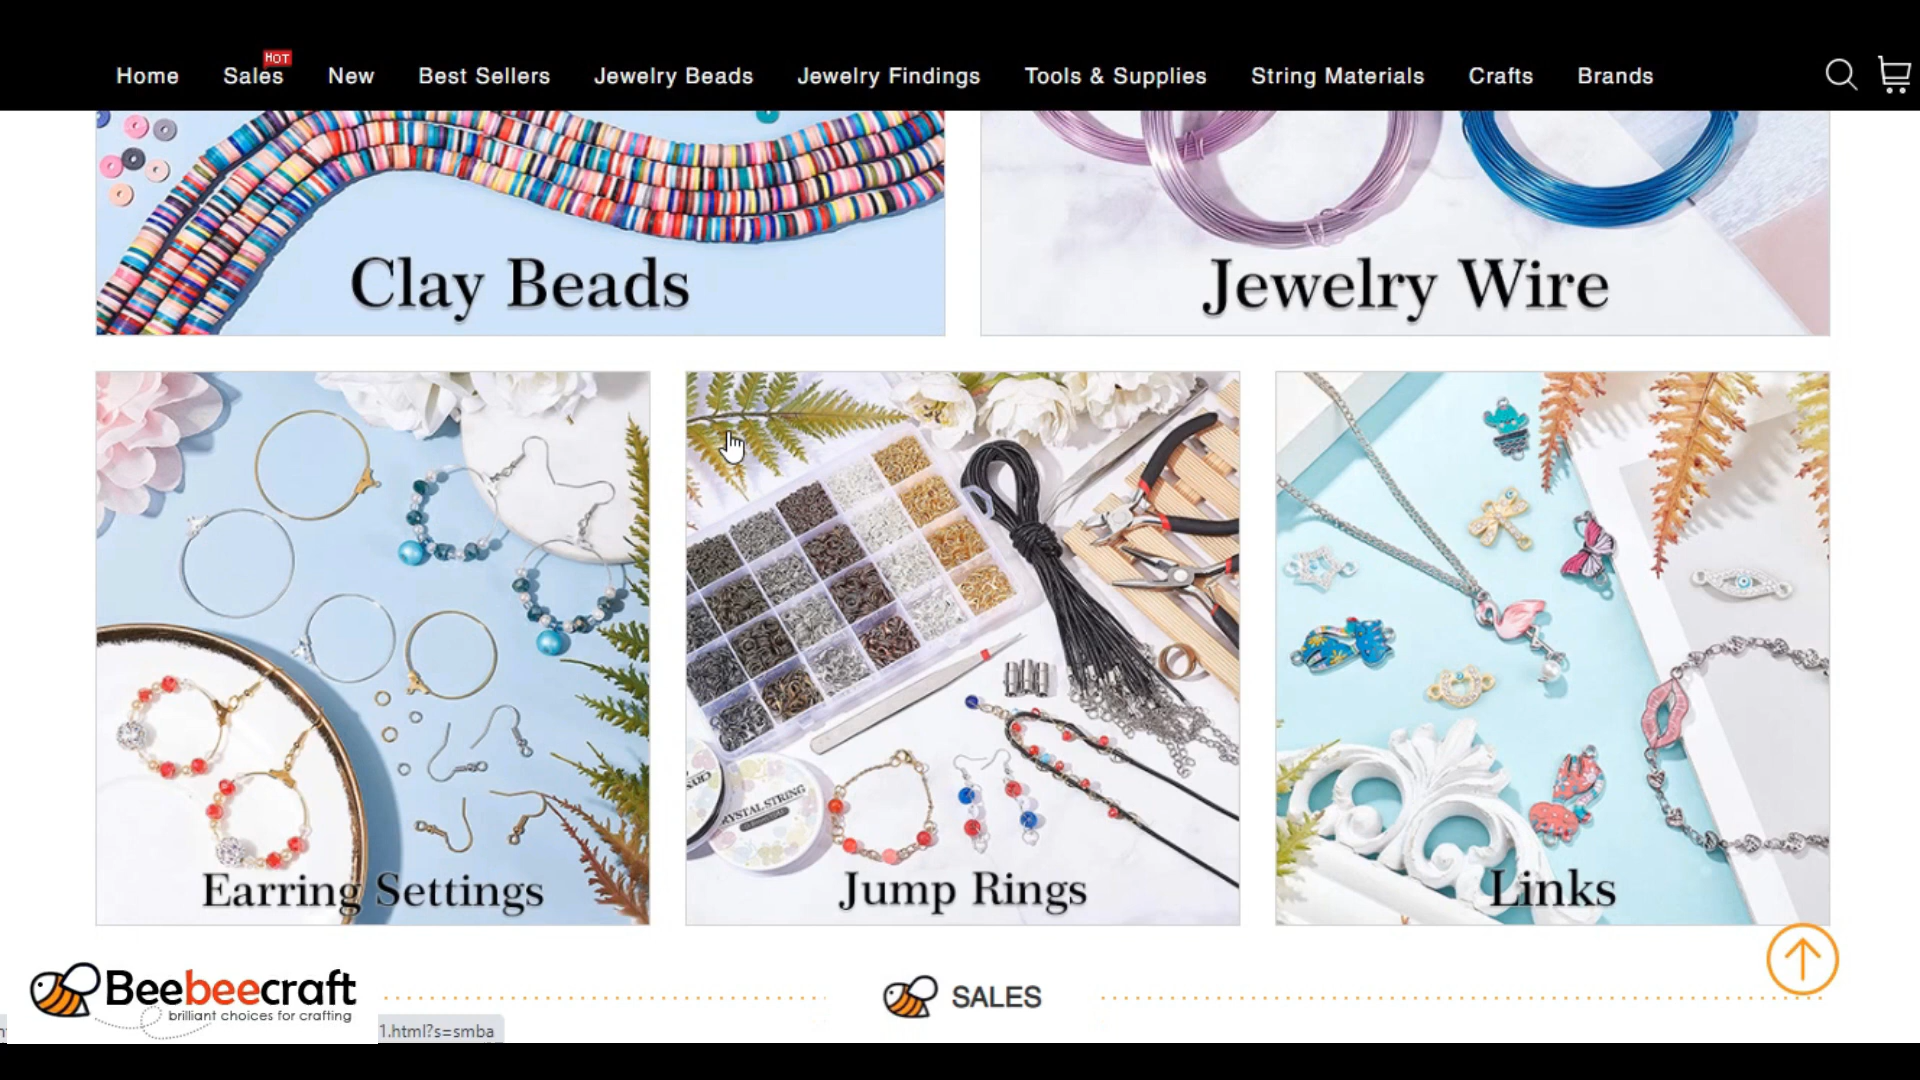 HOT
Home Sales New Best Sellers Jewelry Beads Jewelry Findings Tools & Supplies String Materials Crafts Brands
Clay Beads Jewelry Wire
CRYSTAL STRING
Earring Settings Jump Rings Links
Beebeecraft
brilliant choices for crafting
SALES
1.html?s=smba